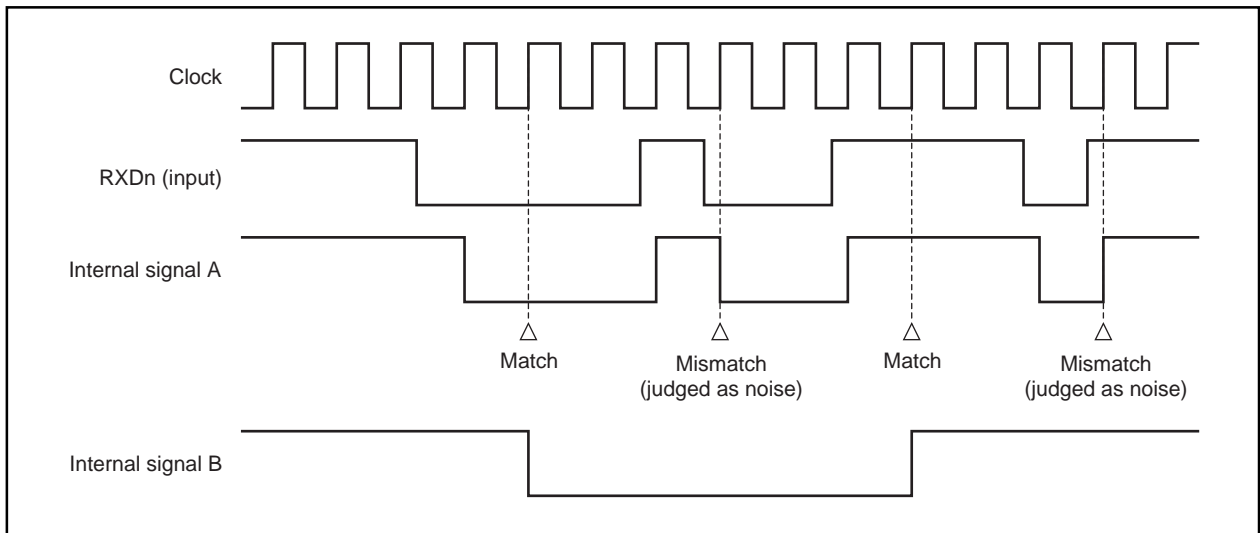 Clock
RXDn (input)
Internal signal A
Match
Mismatch
(judged as noise)
Match
Mismatch
(judged as noise)
Internal signal B